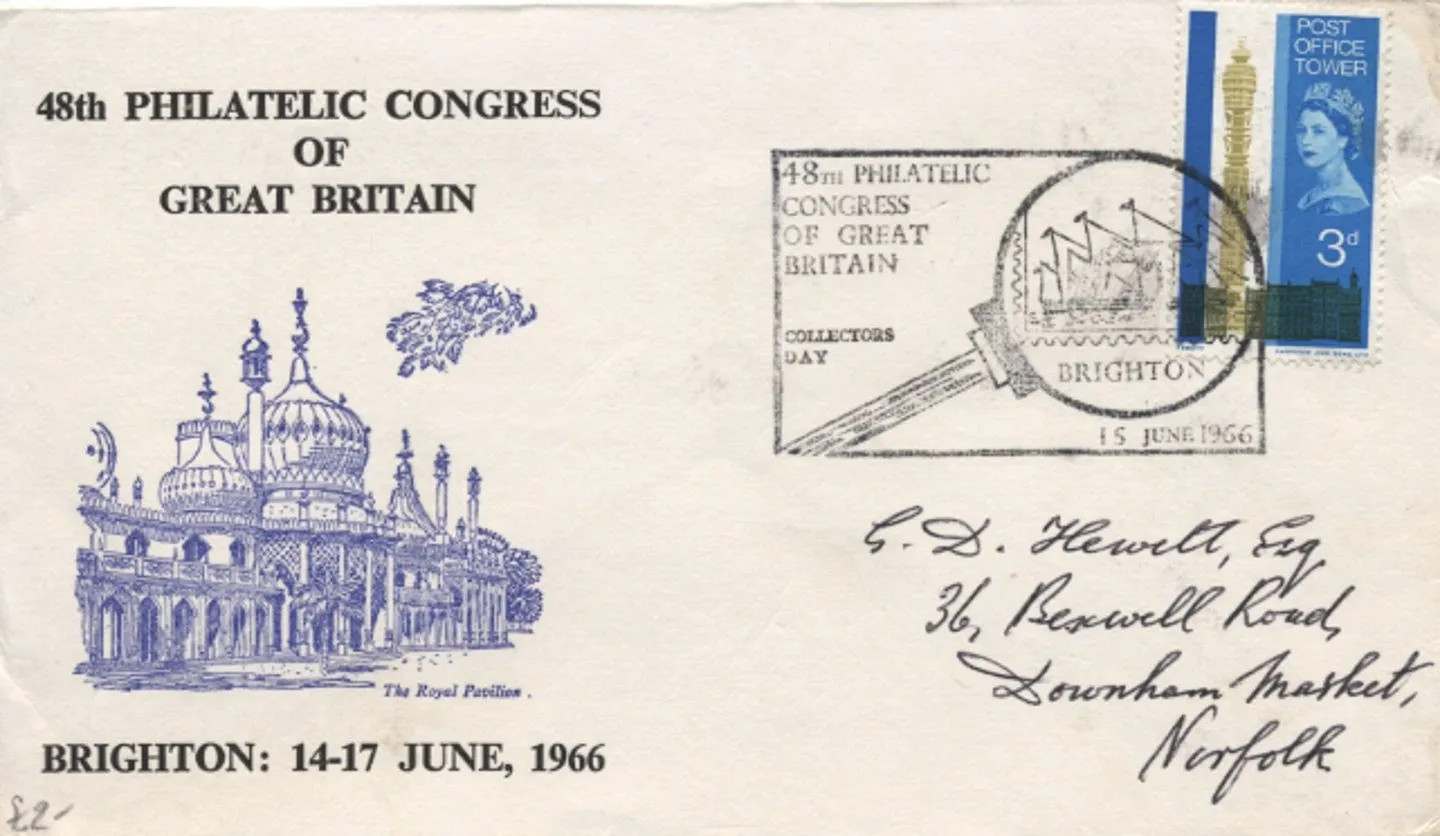 48th PHILATELIC CONGRESS
OF
GREAT BRITAIN
The Royal Pavilion.
BRIGHTON: 14-17 JUNE, 1966
£2-
POST
OFFICE
TOWER
3d
48TH PHILATELIC
CONGRESS
OF GREAT
BRITAIN
COLLECTORS
DAY
BRIGHTON
15 JUNE 1966
G. D. Hewitt, Esq
36, Bexwell Road,
Downham Market,
Norfolk